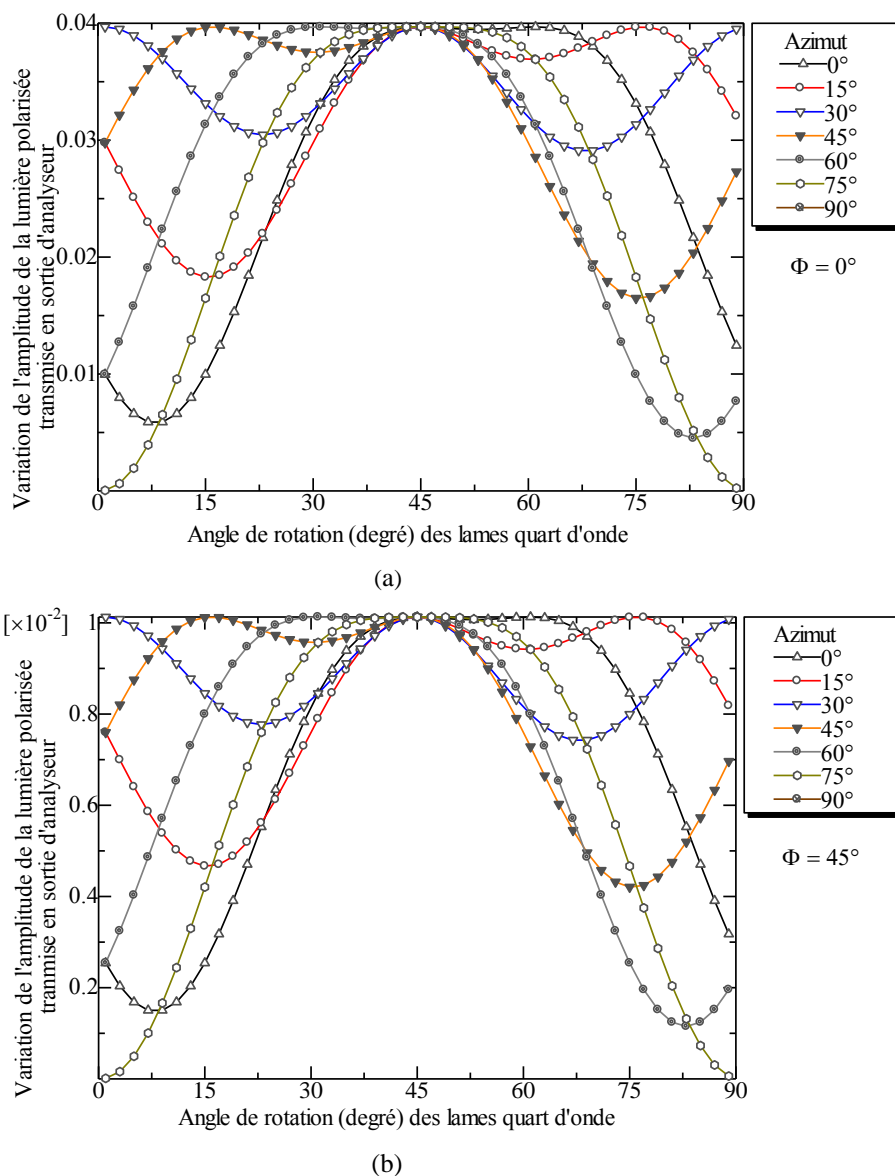 0.04
0.03
0.02
0.01
0 15 30 45 60 75 90
Variation de l'amplitude de la lumière polarisée
transmise en sortie d'analyseur
Angle de rotation (degré) des lames quart d'onde
Azimut
0°
15°
30°
45°
60°
75°
90°
Φ = 0°
(a)
[×10-2]
1
0.8
0.6
0.4
0.2
0 15 30 45 60 75 90
Variation de l'amplitude de la lumière polarisée
tranmise en sortie d'analyseur
Angle de rotation (degré) des lames quart d'onde
Azimut
0°
15°
30°
45°
60°
75°
90°
Φ = 45°
(b)